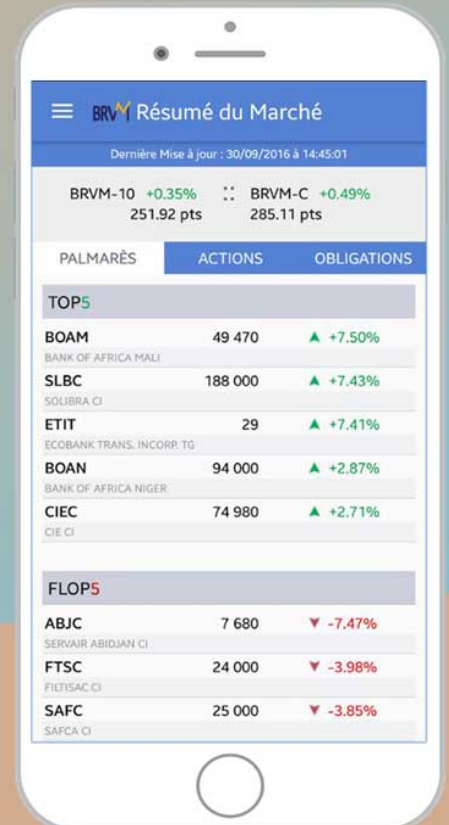 BRVM Résumé du Marché
Dernière Mise à jour : 30/09/2016 à 14:45:01
BRVM-10 +0.35% BRVM-C +0.49%
251.92 pts 285.11 pts
PALMARÈS ACTIONS OBLIGATIONS
TOP5
BOAM 49 470 +7.50%
BANK OF AFRICA MALI
SLBC 188 000 +7.43%
SOLIBRA CI
ETIT 29 +7.41%
ECOBANK TRANS. INCORP. TG
BOAN 94 000 +2.87%
BANK OF AFRICA NIGER
CIEC 74 980 +2.71%
CIE CI
FLOP5
ABJC 7 680 -7.47%
SERVAIR ABIDJAN CI
FTSC 24 000 -3.98%
FILTISAC CI
SAFC 25 000 -3.85%
SAFCA CI